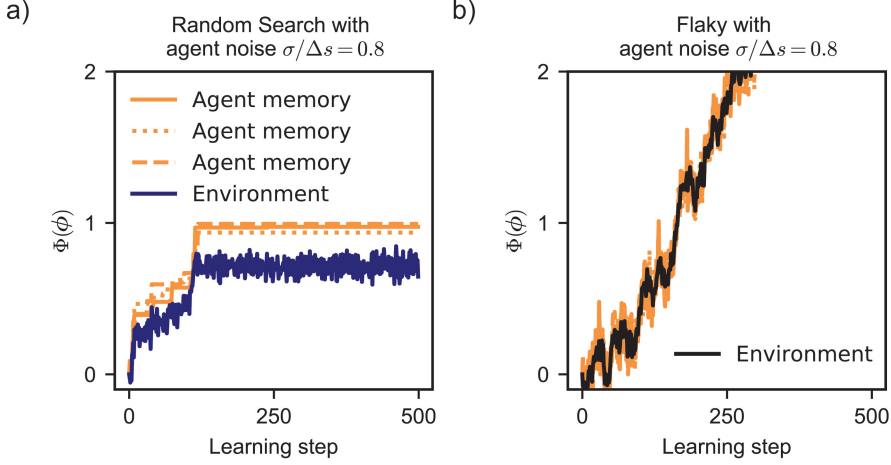 a)
Random Search with
agent noise σ/Δs = 0.8
2
1
0
Φ(ϕ)
Agent memory
Agent memory
Agent memory
Environment
0
250
500
Learning step
b)
Flaky with
agent noise σ/Δs = 0.8
2
1
0
Φ(ϕ)
Environment
0
250
500
Learning step